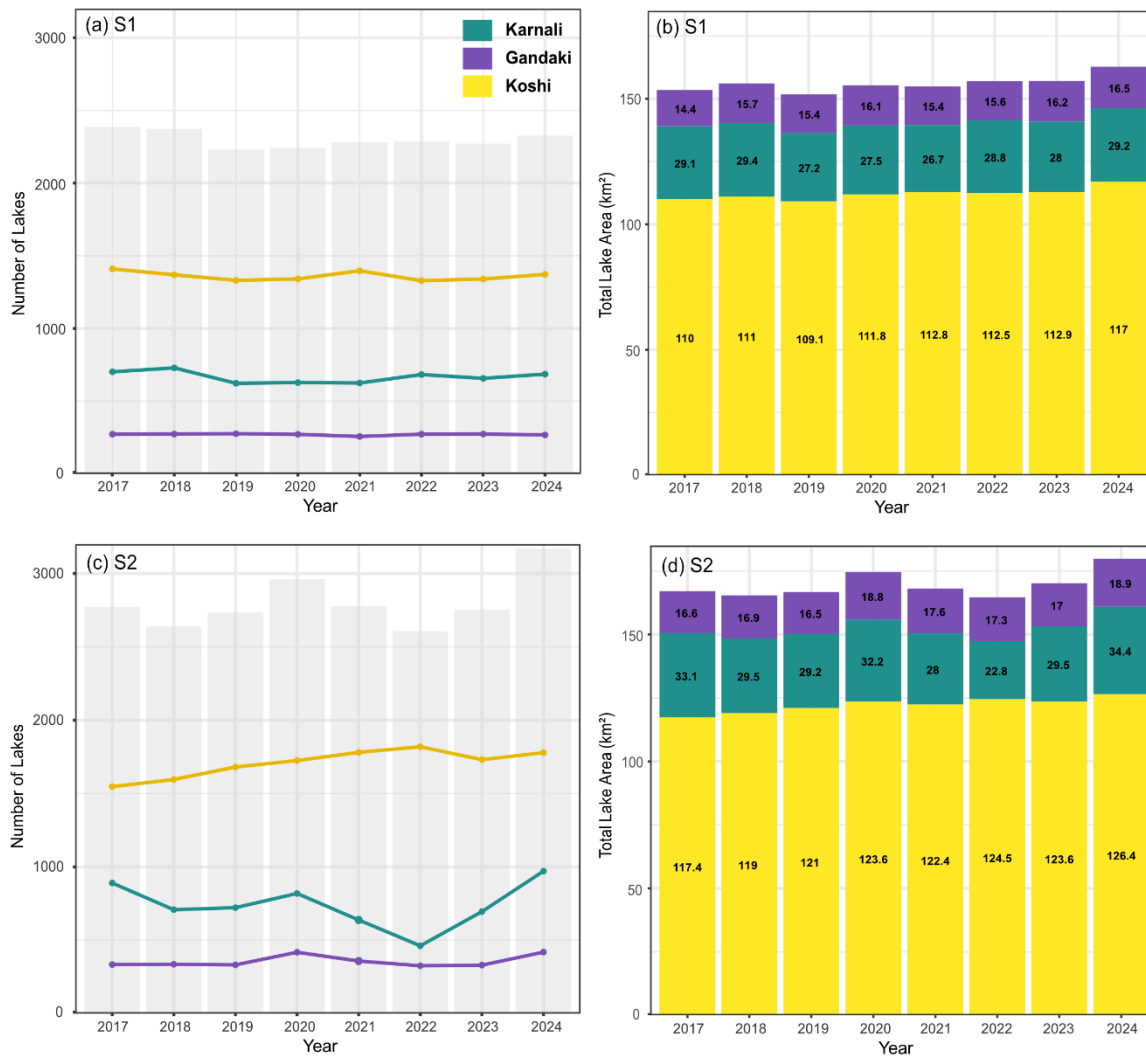 (a) S1
Karnali
Gandaki
Koshi
Number of Lakes
3000
2000
1000
0
2017 2018 2019 2020 2021 2022 2023 2024
Year
(b) S1
Total Lake Area (km²)
150
100
50
0
14.4 15.7 15.4 16.1 15.4 15.6 16.2 16.5
29.1 29.4 27.2 27.5 26.7 28.8 28 29.2
110 111 109.1 111.8 112.8 112.5 112.9 117
2017 2018 2019 2020 2021 2022 2023 2024
Year
(c) S2
Number of Lakes
3000
2000
1000
0
2017 2018 2019 2020 2021 2022 2023 2024
Year
(d) S2
Total Lake Area (km²)
150
100
50
0
16.6 16.9 16.5 18.8 17.6 17.3 17 18.9
33.1 29.5 29.2 32.2 28 22.8 29.5 34.4
117.4 119 121 123.6 122.4 124.5 123.6 126.4
2017 2018 2019 2020 2021 2022 2023 2024
Year